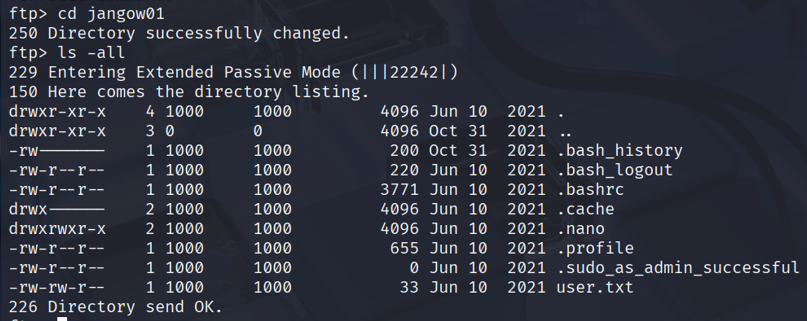 ftp> cd jangow01
250 Directory successfully changed.
ftp> ls -all
229 Entering Extended Passive Mode (|||22242|)
150 Here comes the directory listing.
drwxr-xr-x    4 1000     1000         4096 Jun 10  2021 .
drwxr-xr-x    3 0        0            4096 Oct 31  2021 ..
-rw-------    1 1000     1000          200 Oct 31  2021 .bash_history
-rw-r--r--    1 1000     1000          220 Jun 10  2021 .bash_logout
-rw-r--r--    1 1000     1000         3771 Jun 10  2021 .bashrc
drwx------    2 1000     1000         4096 Jun 10  2021 .cache
drwxrwxr-x    2 1000     1000         4096 Jun 10  2021 .nano
-rw-r--r--    1 1000     1000          655 Jun 10  2021 .profile
-rw-r--r--    1 1000     1000            0 Jun 10  2021 .sudo_as_admin_successful
-rw-rw-r--    1 1000     1000           33 Jun 10  2021 user.txt
226 Directory send OK.